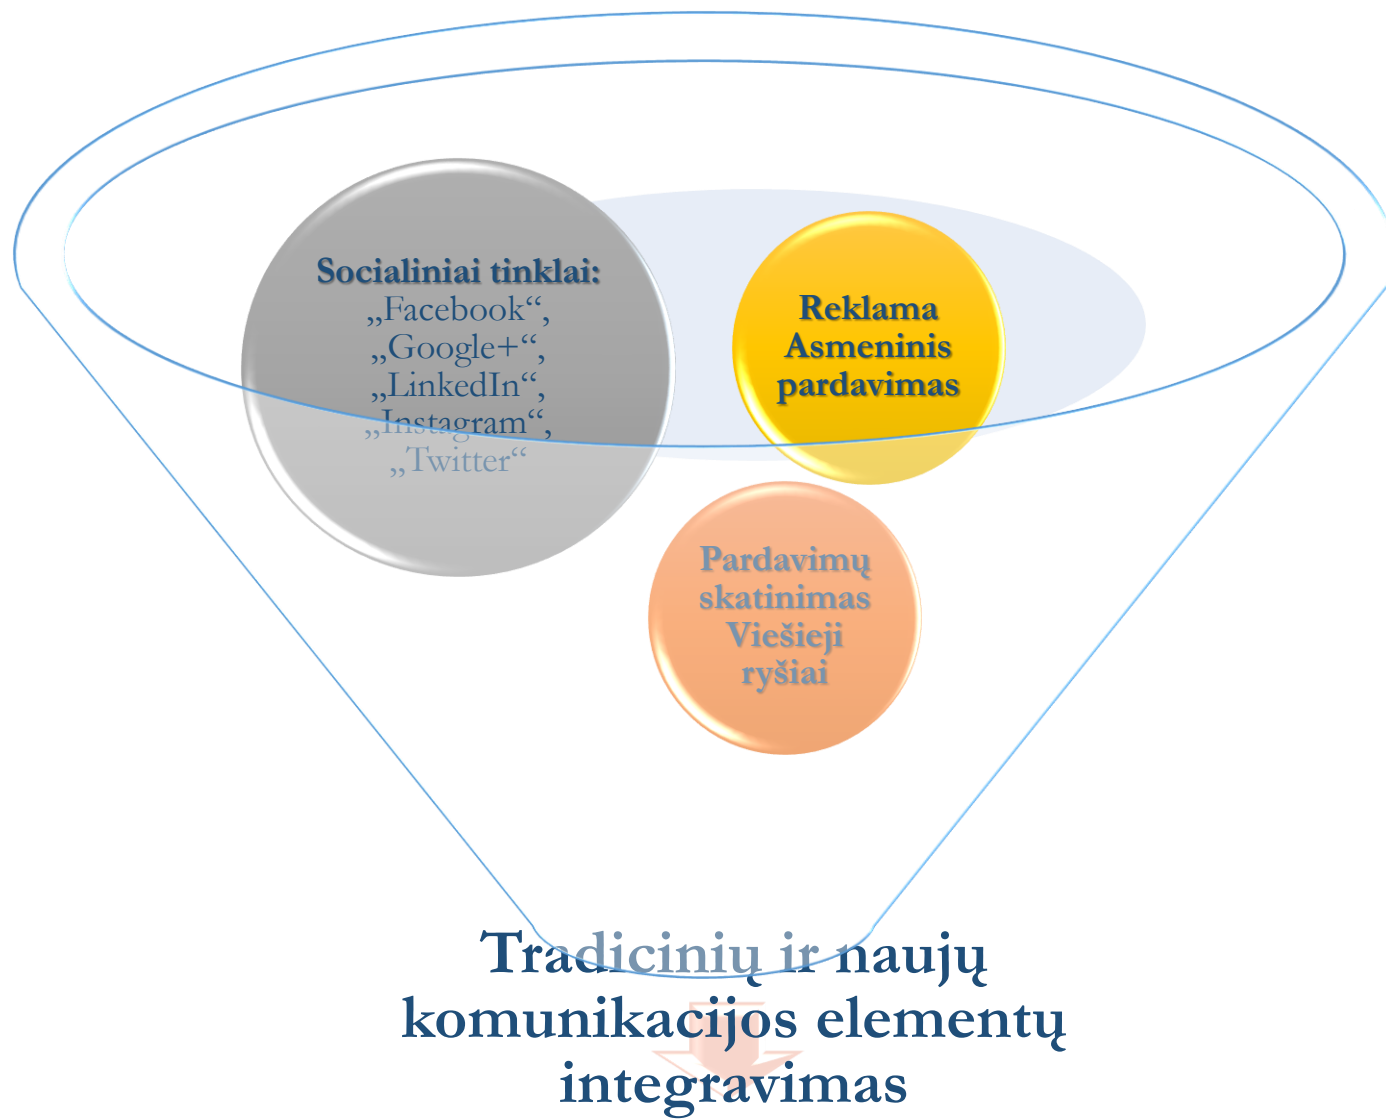 Socialiniai tinklai:
„Facebook“,
„Google+“,
„LinkedIn“,
„Instagram“,
„Twitter“
Reklama
Asmeninis
pardavimas
Pardavimų
skatinimas
Viešieji
ryšiai
Tradicinių ir naujų
komunikacijos elementų
integravimas